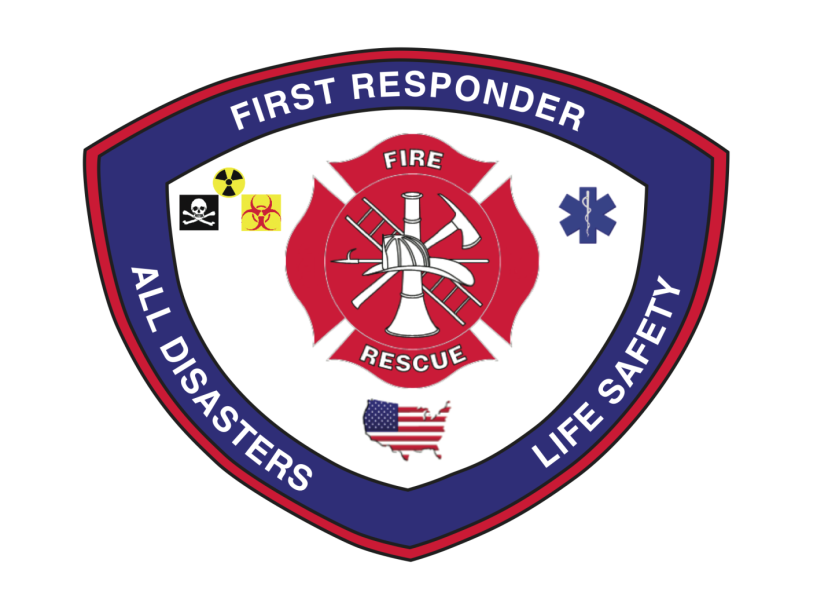 FIRST RESPONDER
FIRE
RESCUE
ALL DISASTERS
LIFE SAFETY